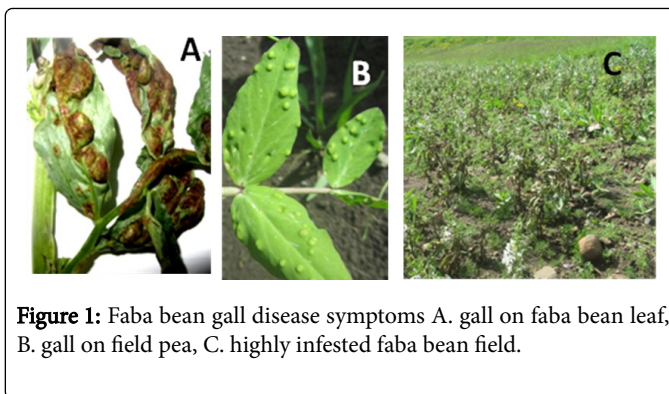 A
B
C
Figure 1: Faba bean gall disease symptoms A. gall on faba bean leaf,
B. gall on field pea, C. highly infested faba bean field.